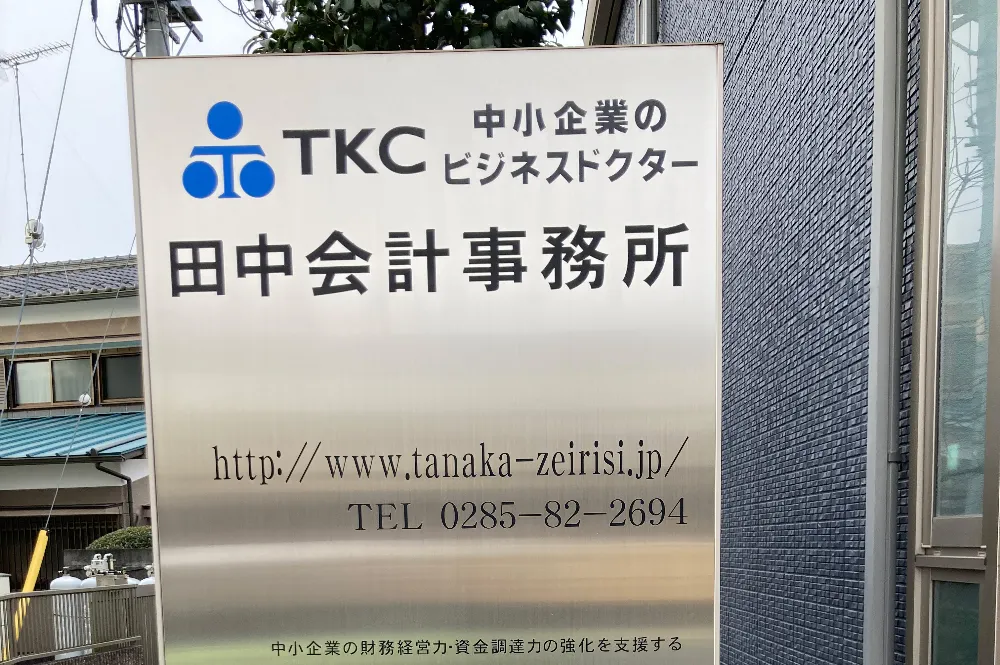 TKC
中小企業の
ビジネスドクター
田中会計事務所
http://www.tanaka-zeirisi.jp/
TEL 0285-82-2694
中小企業の財務経営力・資金調達力の強化を支援する